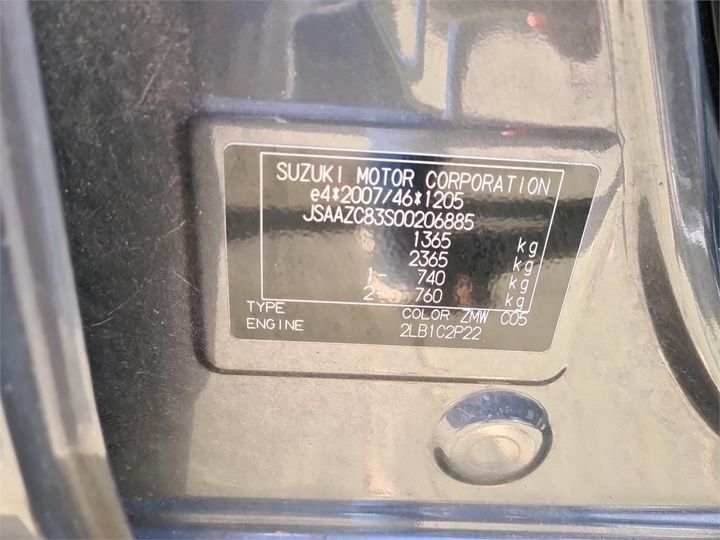 SUZUKI MOTOR CORPORATION
e4*2007/46*1205
JSAAZC83S00206885
1365 kg
2365 kg
1- 740 kg
2- 760 kg
TYPE COLOR ZMW C05
ENGINE 2LB1C2P22